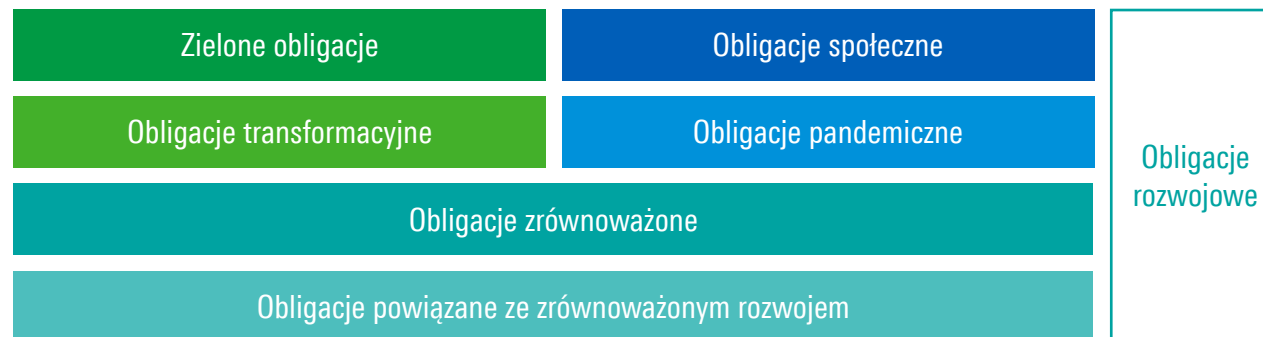 Zielone obligacje
Obligacje społeczne
Obligacje transformacyjne
Obligacje pandemiczne
Obligacje zrównoważone
Obligacje powiązane ze zrównoważonym rozwojem
Obligacje
rozwojowe